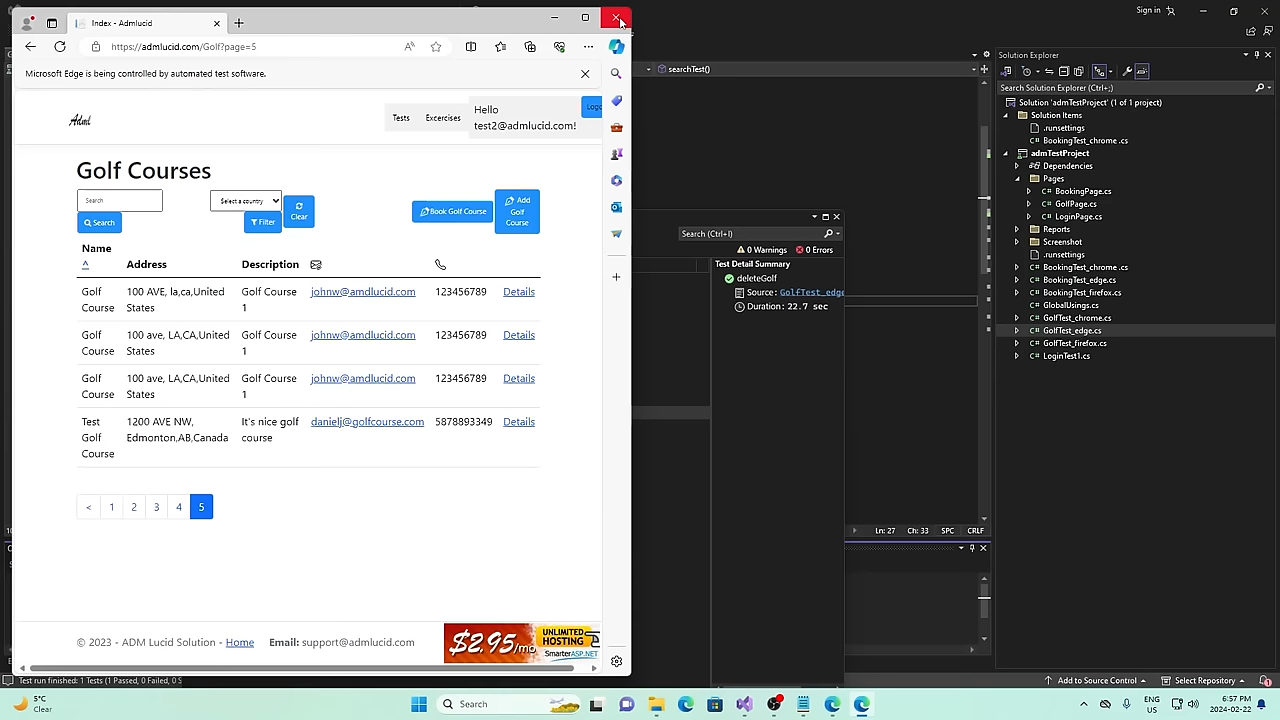 Index - Admlucid
https://admlucid.com/Golf?page=5
Microsoft Edge is being controlled by automated test software.
Adml
Tests
Excercises
Hello
test2@admlucid.com!
Logo
Golf Courses
Search
Search
Select a country
Filter
Clear
Book Golf Course
Add Golf Course
Name
^ Address Description
Golf Course 100 AVE, la,ca,United States Golf Course 1 johnw@amdlucid.com 123456789 Details
Golf Course 100 ave, LA,CA,United States Golf Course 1 johnw@amdlucid.com 123456789 Details
Golf Course 100 ave, LA,CA,United States Golf Course 1 johnw@amdlucid.com 123456789 Details
Test Golf Course 1200 AVE NW, Edmonton,AB,Canada It's nice golf course danielj@golfcourse.com 5878893349 Details
< 1 2 3 4 5
© 2023 - ADM Lucid Solution - Home Email: support@admlucid.com
$2.95/mo UNLIMITED HOSTING SmarterASP.NET
Sign in
searchTest()
Search (Ctrl+I)
0 Warnings 0 Errors
Test Detail Summary
deleteGolf
Source: GolfTest_edge
Duration: 22.7 sec
Ln: 27 Ch: 33 SPC CRLF
Solution Explorer
Search Solution Explorer (Ctrl+;)
Solution 'admTestProject' (1 of 1 project)
Solution Items
.runsettings
BookingTest_chrome.cs
admTestProject
Dependencies
Pages
BookingPage.cs
GolfPage.cs
LoginPage.cs
Reports
Screenshot
.runsettings
BookingTest_chrome.cs
BookingTest_edge.cs
BookingTest_firefox.cs
GlobalUsings.cs
GolfTest_chrome.cs
GolfTest_edge.cs
GolfTest_firefox.cs
LoginTest1.cs
Test run finished: 1 Tests (1 Passed, 0 Failed, 0 S
Add to Source Control
Select Repository
5°C
Clear
Search
ENG
US
6:57 PM
2024-02-22